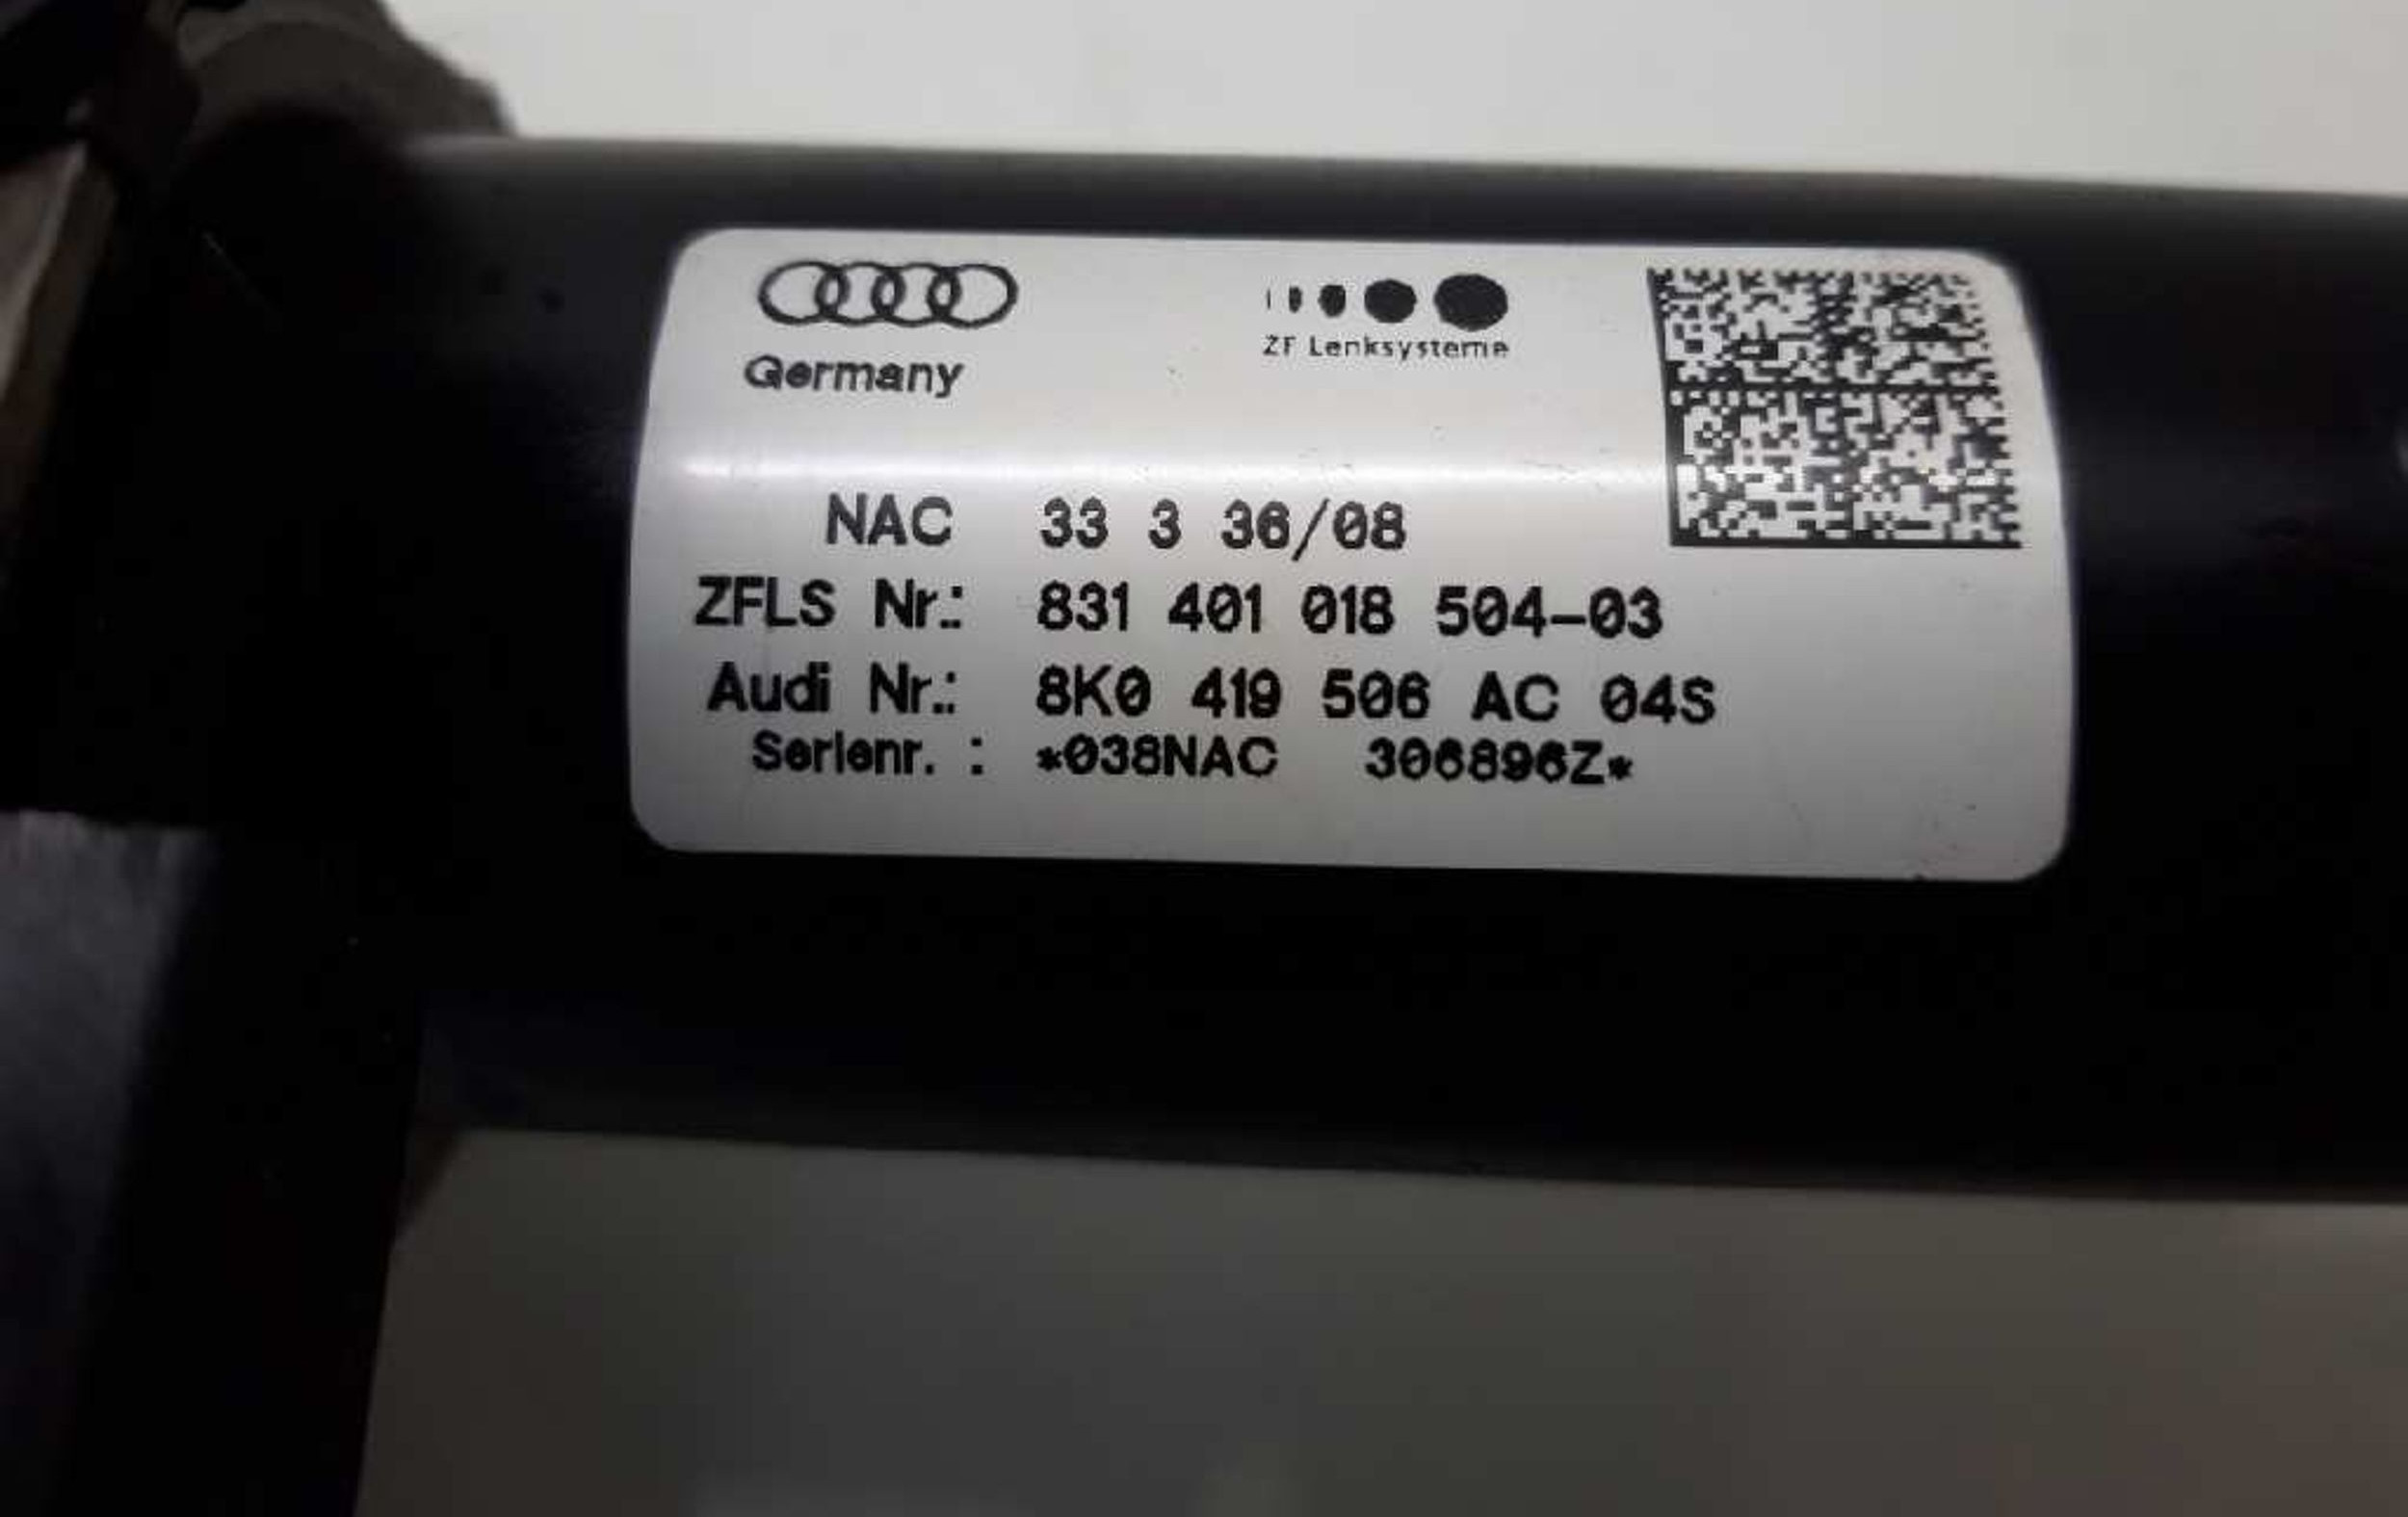 Germany
ZF Lenksysteme
NAC 33 3 36/08
ZFLS Nr.: 831 401 018 504-03
Audi Nr.: 8K0 419 506 AC 04S
Serienr. : *038NAC 306896Z*